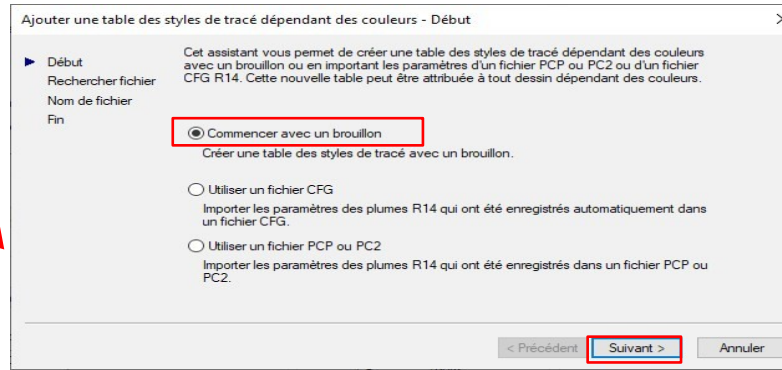 Ajouter une table des styles de tracé dépendant des couleurs - Début
Début
Rechercher fichier
Nom de fichier
Fin
Cet assistant vous permet de créer une table des styles de tracé dépendant des couleurs
avec un brouillon ou en important les paramètres d'un fichier PCP ou PC2 ou d'un fichier
CFG R14. Cette nouvelle table peut être attribuée à tout dessin dépendant des couleurs.
Commencer avec un brouillon
Créer une table des styles de tracé avec un brouillon.
Utiliser un fichier CFG
Importer les paramètres des plumes R14 qui ont été enregistrés automatiquement dans
un fichier CFG.
Utiliser un fichier PCP ou PC2
Importer les paramètres des plumes R14 qui ont été enregistrés dans un fichier PCP ou
PC2.
< Précédent Suivant > Annuler